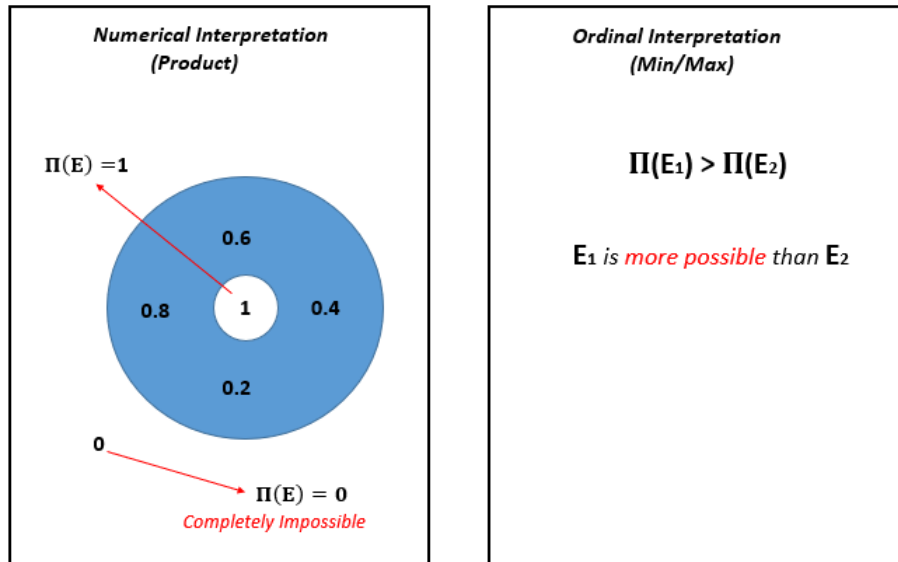 Numerical Interpretation
(Product)
Π(E) =1
0.6
0.8
1
0.4
0.2
0
Π(E) = 0
Completely Impossible
Ordinal Interpretation
(Min/Max)
Π(E₁) > Π(E₂)
E₁ is more possible than E₂